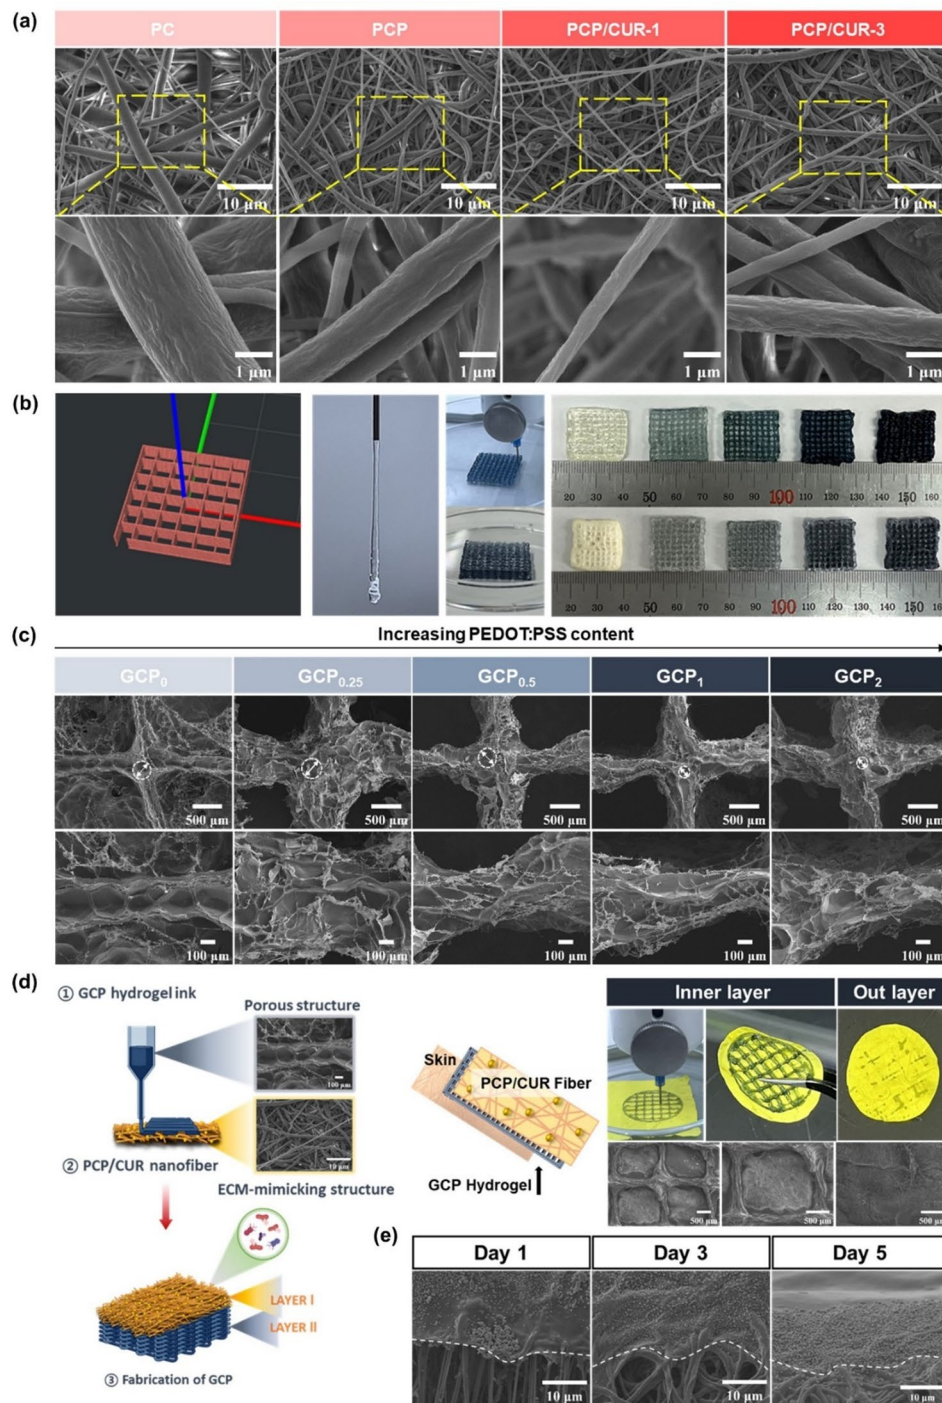 (a)
PC PCP PCP/CUR-1 PCP/CUR-3
10 µm 10 µm 10 µm 10 µm
1 µm 1 µm 1 µm 1 µm
(b)
20 30 40 50 60 70 80 90 100 110 120 130 140 150 160
20 30 40 50 60 70 80 90 100 110 120 130 140 150 160
(c)
Increasing PEDOT:PSS content
GCP0 GCP0.25 GCP0.5 GCP1 GCP2
500 µm 500 µm 500 µm 500 µm 500 µm
100 µm 100 µm 100 µm 100 µm 100 µm
(d)
① GCP hydrogel ink
Porous structure
100 µm
10 µm
② PCP/CUR nanofiber
ECM-mimicking structure
LAYER I
LAYER II
③ Fabrication of GCP
Skin
PCP/CUR Fiber
GCP Hydrogel
Inner layer Out layer
500 µm 500 µm 500 µm
(e)
Day 1 Day 3 Day 5
10 µm 10 µm 10 µm